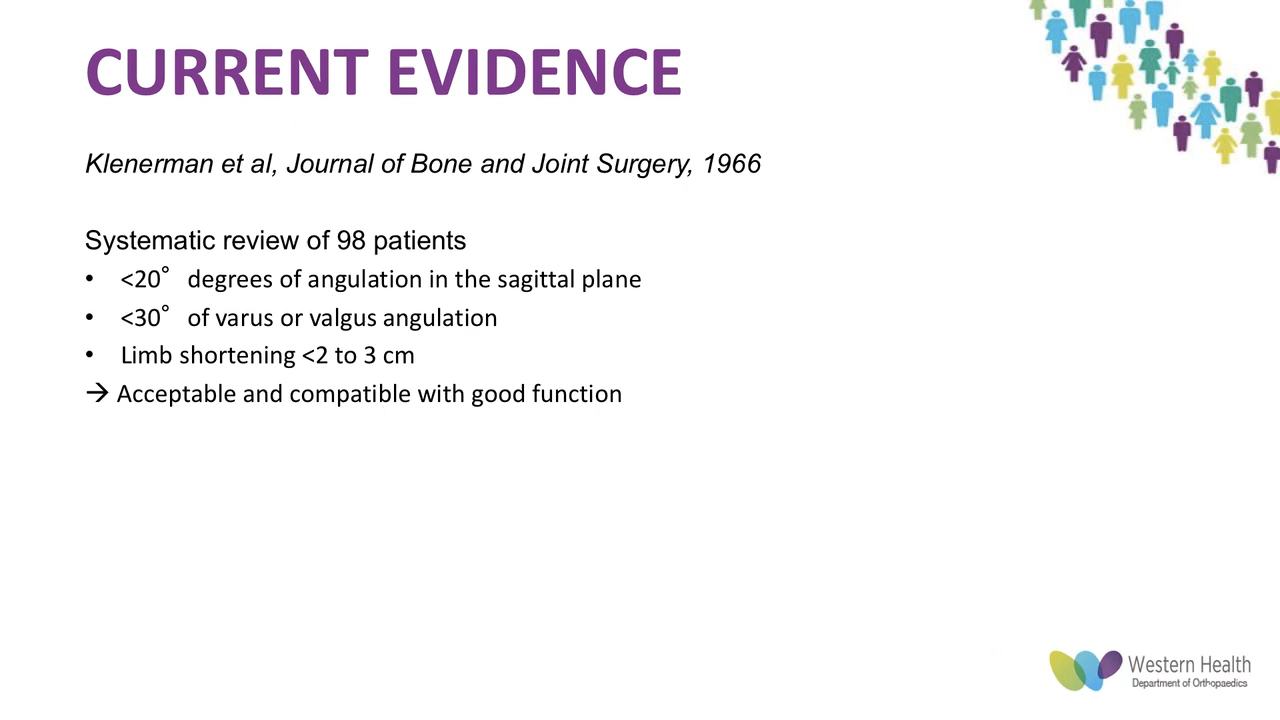 CURRENT EVIDENCE
Klenerman et al, Journal of Bone and Joint Surgery, 1966
Systematic review of 98 patients
• <20° degrees of angulation in the sagittal plane
• <30° of varus or valgus angulation
• Limb shortening <2 to 3 cm
→ Acceptable and compatible with good function
Western Health
Department of Orthopaedics